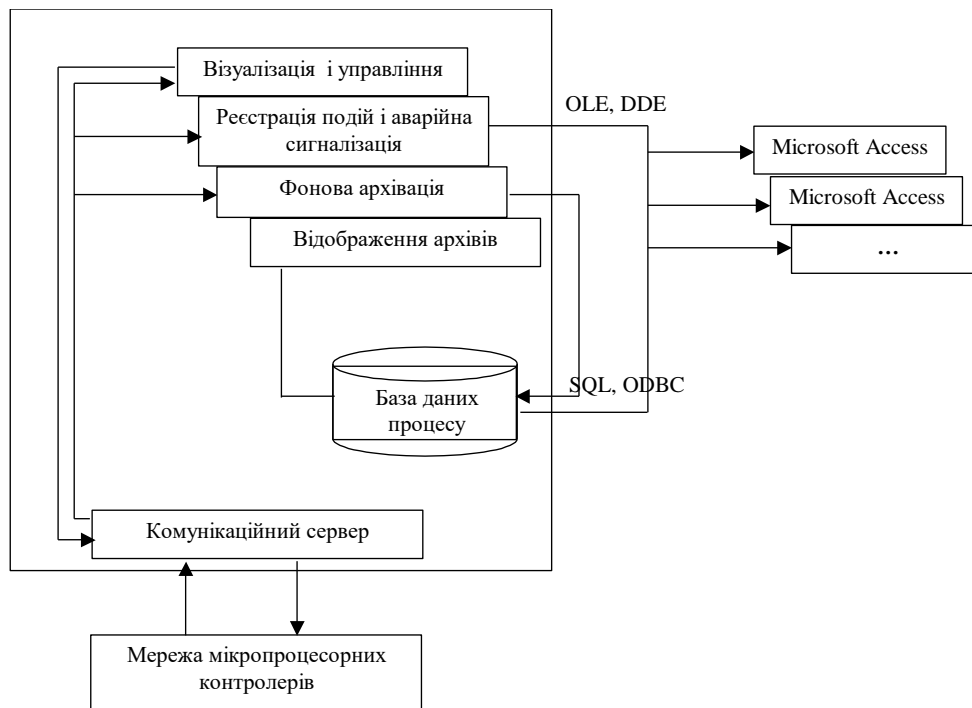 Візуалізація і управління
OLE, DDE
Реєстрація подій і аварійна
сигналізація
Microsoft Access
Фонова архівація
Microsoft Access
Відображення архівів
...
SQL, ODBC
База даних
процесу
Комунікаційний сервер
Мережа мікропроцесорних
контролерів